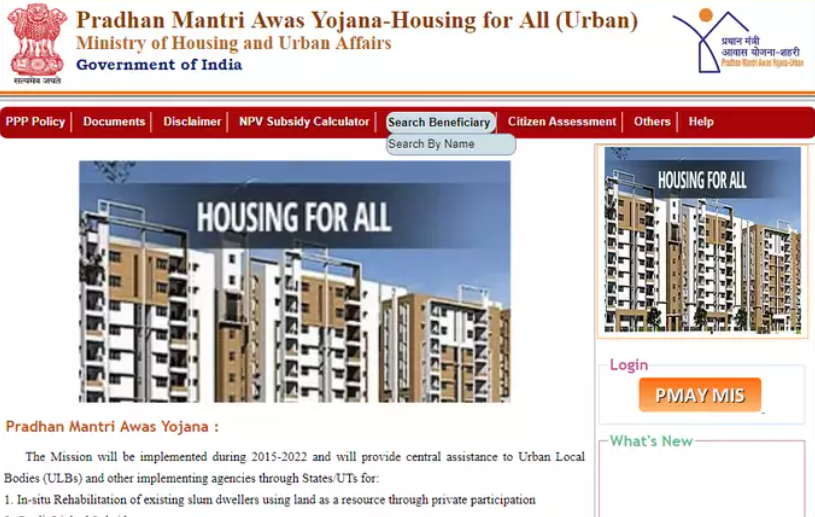 Pradhan Mantri Awas Yojana-Housing for All (Urban)
Ministry of Housing and Urban Affairs
Government of India
सत्यमेव जयते
प्रधान मंत्री
आवास योजना-शहरी
Pradhan Mantri Awas Yojana-Urban
PPP Policy Documents Disclaimer NPV Subsidy Calculator Search Beneficiary Citizen Assessment Others Help
Search By Name
HOUSING FOR ALL
HOUSING FOR ALL
Login
PMAY MIS
What's New
Pradhan Mantri Awas Yojana :
The Mission will be implemented during 2015-2022 and will provide central assistance to Urban Local
Bodies (ULBs) and other implementing agencies through States/UTs for:
1. In-situ Rehabilitation of existing slum dwellers using land as a resource through private participation